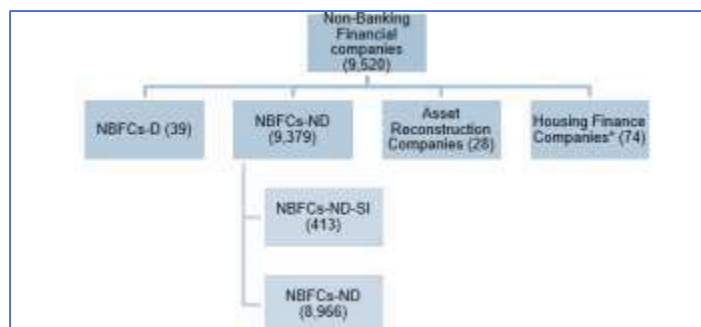 Non-Banking
Financial
companies
(9,520)
NBFCs-D (39)
NBFCs-ND
(9,379)
Asset
Reconstruction
Companies (28)
Housing Finance
Companies* (74)
NBFCs-ND-SI
(413)
NBFCs-ND
(8,966)